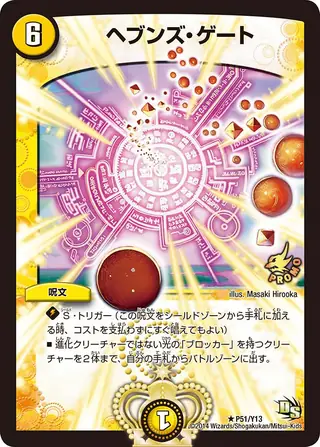 6
ヘブンズ・ゲート
PROMO
illus. Masaki Hirooka
呪文
S・トリガー (この呪文をシールドゾーンから手札に加え
る時、コストを支払わずにすぐ唱えてもよい)
■ 進化クリーチャーではない光の「ブロッカー」を持つクリー
チャーを2体まで、自分の手札からバトルゾーンに出す。
1
DS
★P51/Y13
©2014 Wizards/Shogakukan/Mitsui-Kids